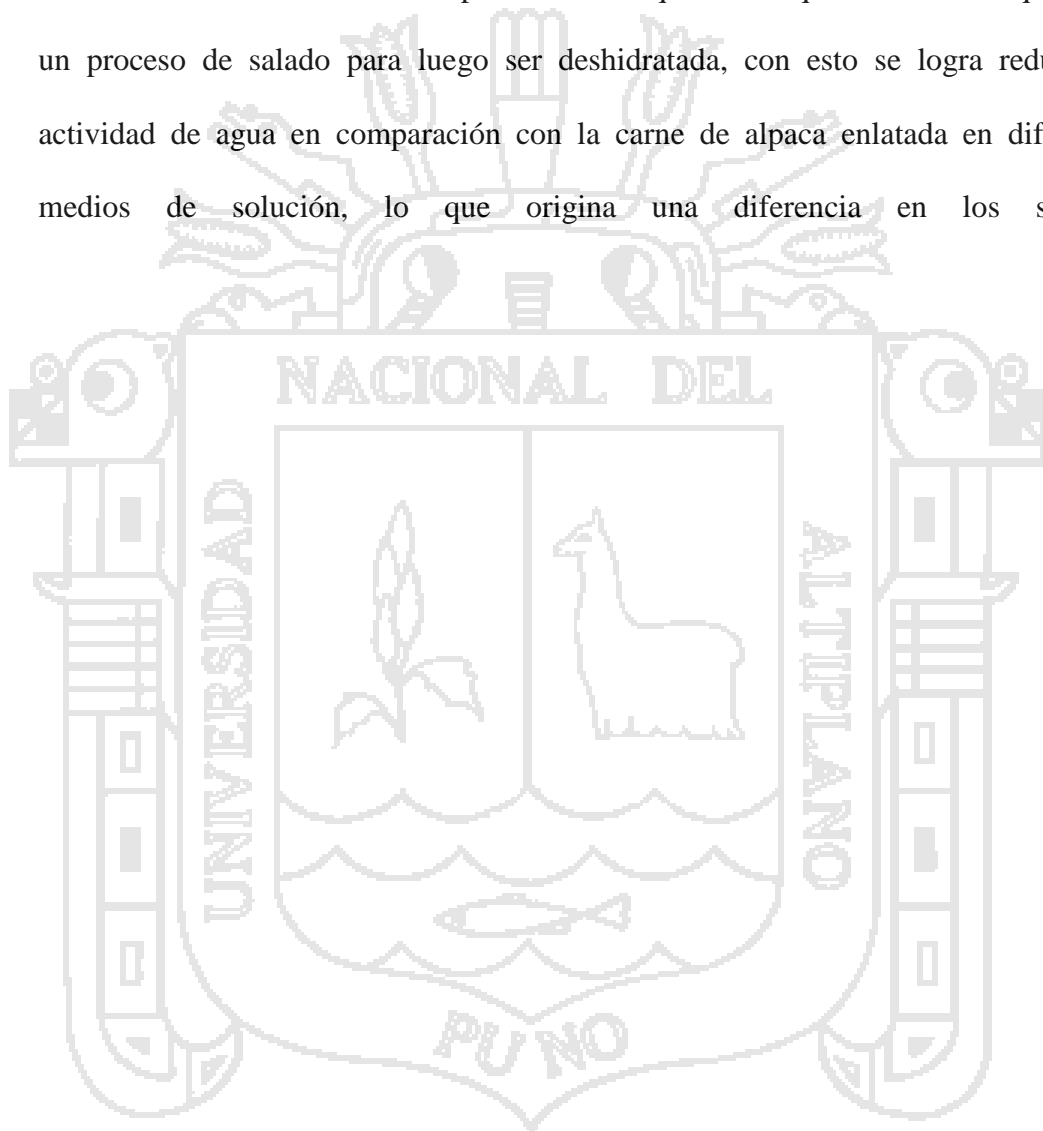 un proceso de salado para luego ser deshidratada, con esto se logra
actividad de agua en comparación con la carne de alpaca enlatada en
medios de solución, lo que origina una diferencia en los
NACIONAL DEL
UNIVERSIDAD
ALTIPLANO
PUNO